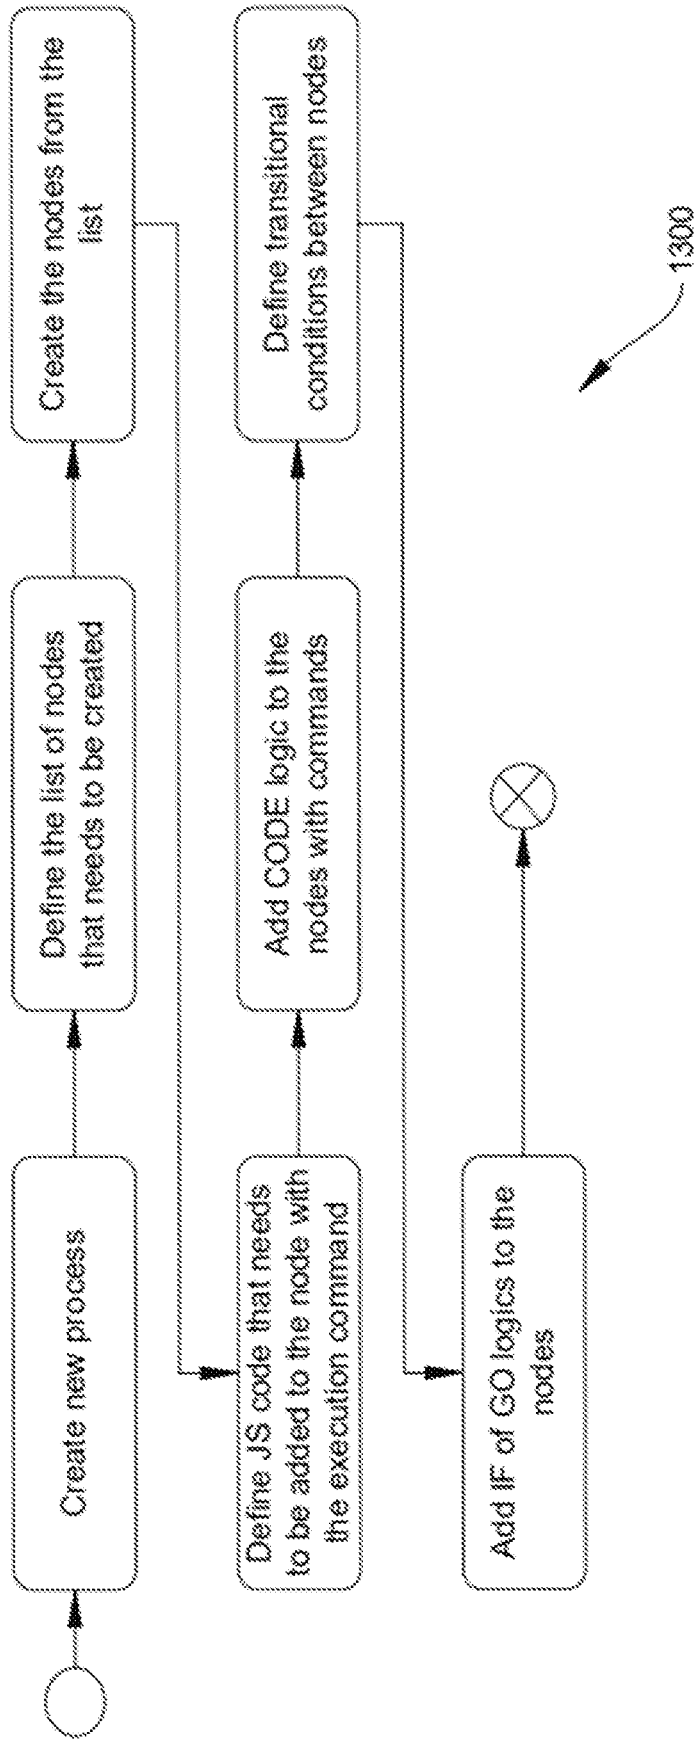 Create new process
Define the list of nodes
that needs to be created
Create the nodes from the
list
Define JS code that needs
to be added to the node with
the execution command
Add CODE logic to the
nodes with commands
Define transitional
conditions between nodes
Add IF of GO logics to the
nodes
1300